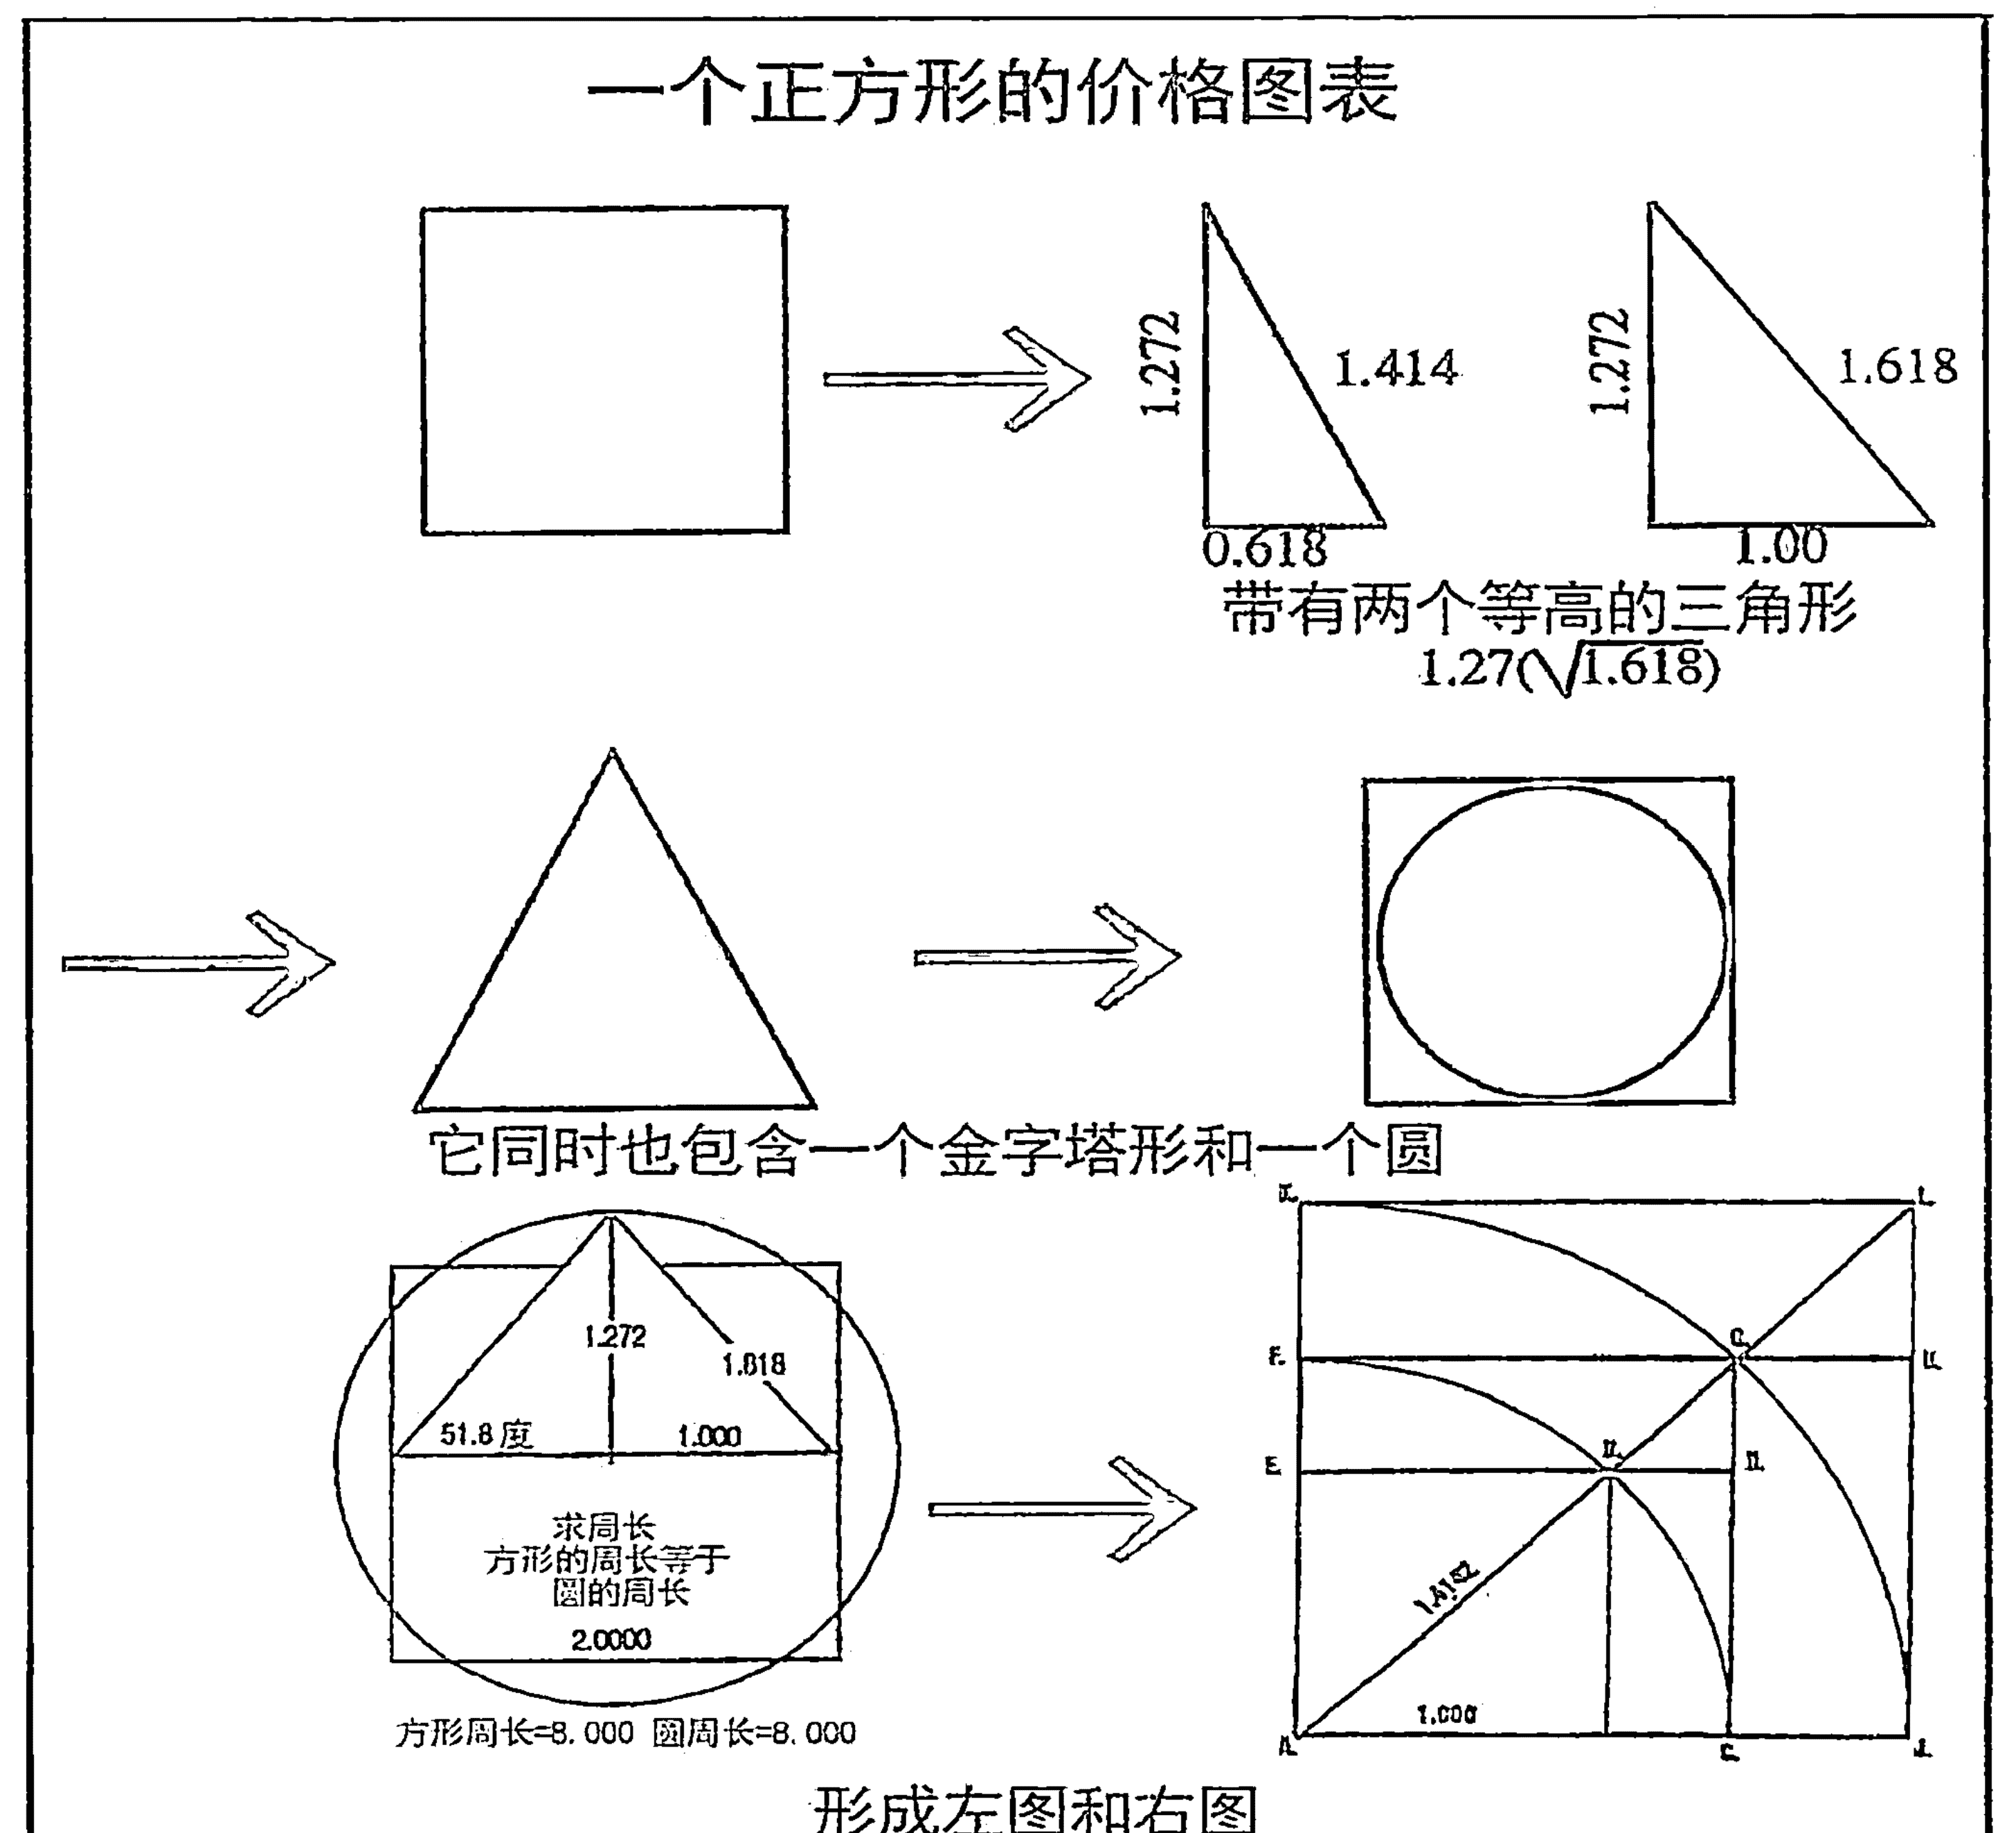 一个正方形的价格图表
1.272
1.414
0.618
1.272
1.618
1.00
带有两个等高的三角形
1.27(√1.618)
它同时也包含一个金字塔形和一个圆
1.272
1.618
51.8度
1.000
求周长
方形的周长等于
圆的周长
2.0000
方形周长=8.000 圆周长=8.000
L
G
F
E
1.000
A
C
形成左图和右图